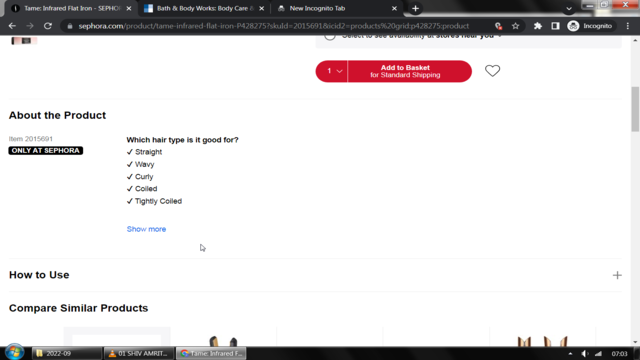 Tame: Infrared Flat Iron - SEPHOR
Bath & Body Works: Body Care &
New Incognito Tab
sephora.com/product/tame-infrared-flat-iron-P428275?skuId=2015691&icid2=products%20grid:p428275:product
Incognito
Select to see availability at stores near you
1
Add to Basket
for Standard Shipping
About the Product
Item 2015691
ONLY AT SEPHORA
Which hair type is it good for?
✓ Straight
✓ Wavy
✓ Curly
✓ Coiled
✓ Tightly Coiled
Show more
How to Use
Compare Similar Products
2022-09
01 SHIV AMRIT...
Tame: Infrared F...
07:03